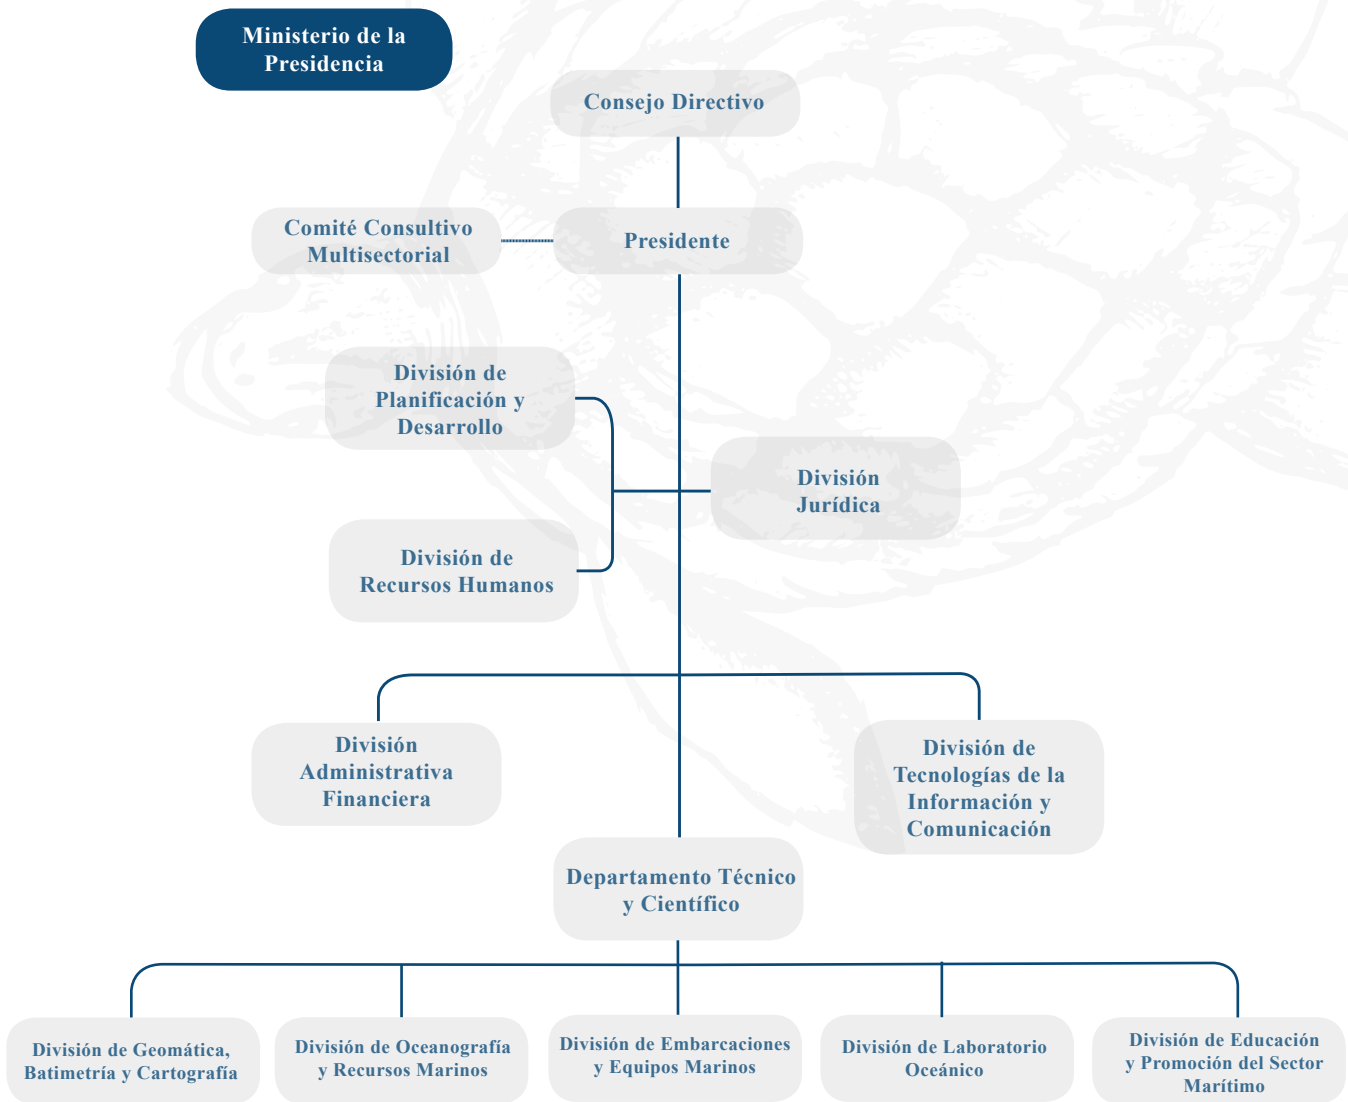 Ministerio de la
Presidencia
Consejo Directivo
Comité Consultivo
Multisectorial
Presidente
División de
Planificación y
Desarrollo
División
Jurídica
División de
Recursos Humanos
División
Administrativa
Financiera
División de
Tecnologías de la
Información y
Comunicación
Departamento Técnico
y Científico
División de Geomática,
Batimetría y Cartografía
División de Oceanografía
y Recursos Marinos
División de Embarcaciones
y Equipos Marinos
División de Laboratorio
Oceánico
División de Educación
y Promoción del Sector
Marítimo